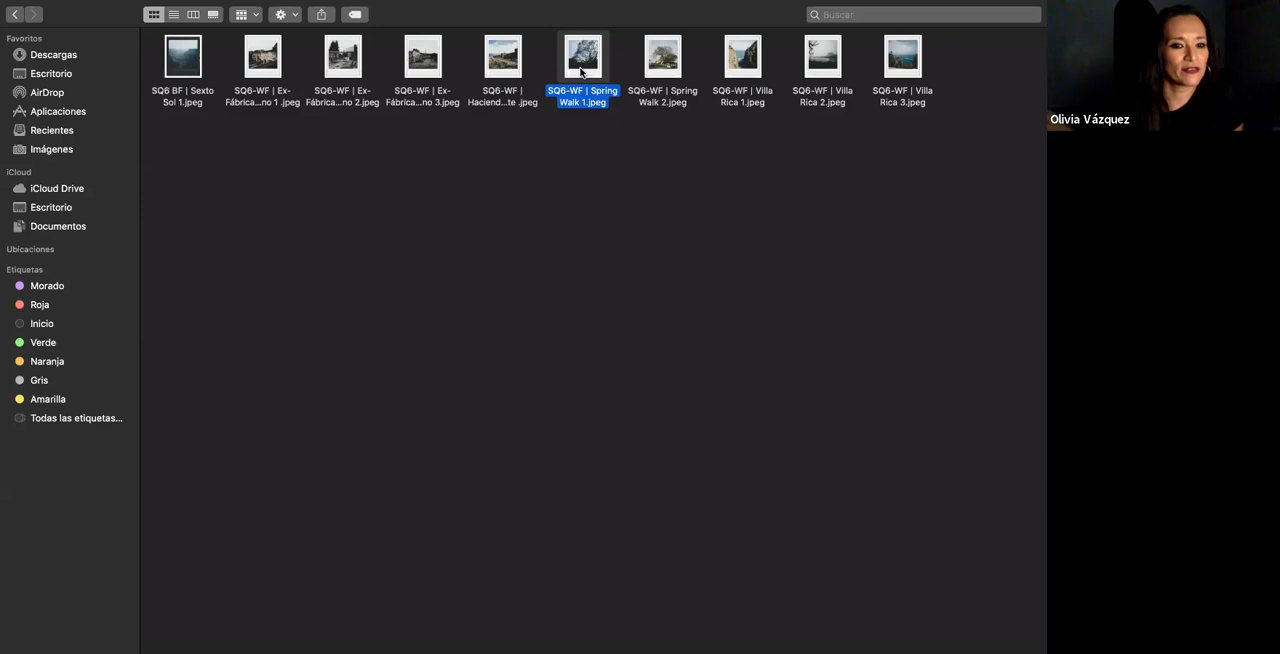 Buscar
Favoritos
Descargas
Escritorio
AirDrop
Aplicaciones
Recientes
Imágenes
iCloud
iCloud Drive
Escritorio
Documentos
Ubicaciones
Etiquetas
Morado
Roja
Inicio
Verde
Naranja
Gris
Amarilla
Todas las etiquetas...
SQ6 BF | Sexto
Sol 1.jpeg
SQ6-WF | Ex-
Fábrica...no 1 .jpeg
SQ6-WF | Ex-
Fábrica...no 2.jpeg
SQ6-WF | Ex-
Fábrica...no 3.jpeg
SQ6-WF |
Haciend...te .jpeg
SQ6-WF | Spring
Walk 1.jpeg
SQ6-WF | Spring
Walk 2.jpeg
SQ6-WF | Villa
Rica 1.jpeg
SQ6-WF | Villa
Rica 2.jpeg
SQ6-WF | Villa
Rica 3.jpeg
Olivia Vázquez